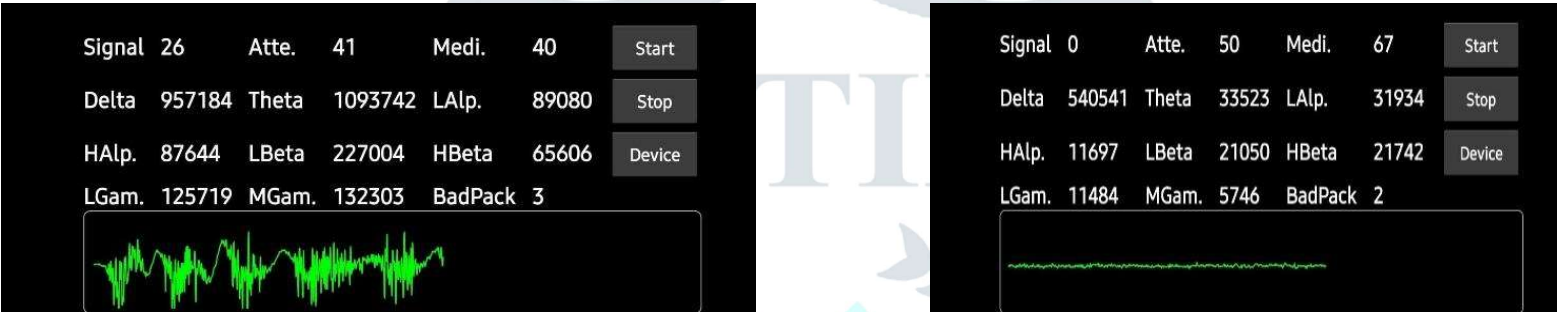 Signal 26 Atte. 41 Medi. 40 Start
Delta 957184 Theta 1093742 LAlp. 89080 Stop
HAlp. 87644 LBeta 227004 HBeta 65606 Device
LGam. 125719 MGam. 132303 BadPack 3
Signal 0 Atte. 50 Medi. 67 Start
Delta 540541 Theta 33523 LAlp. 31934 Stop
HAlp. 11697 LBeta 21050 HBeta 21742 Device
LGam. 11484 MGam. 5746 BadPack 2